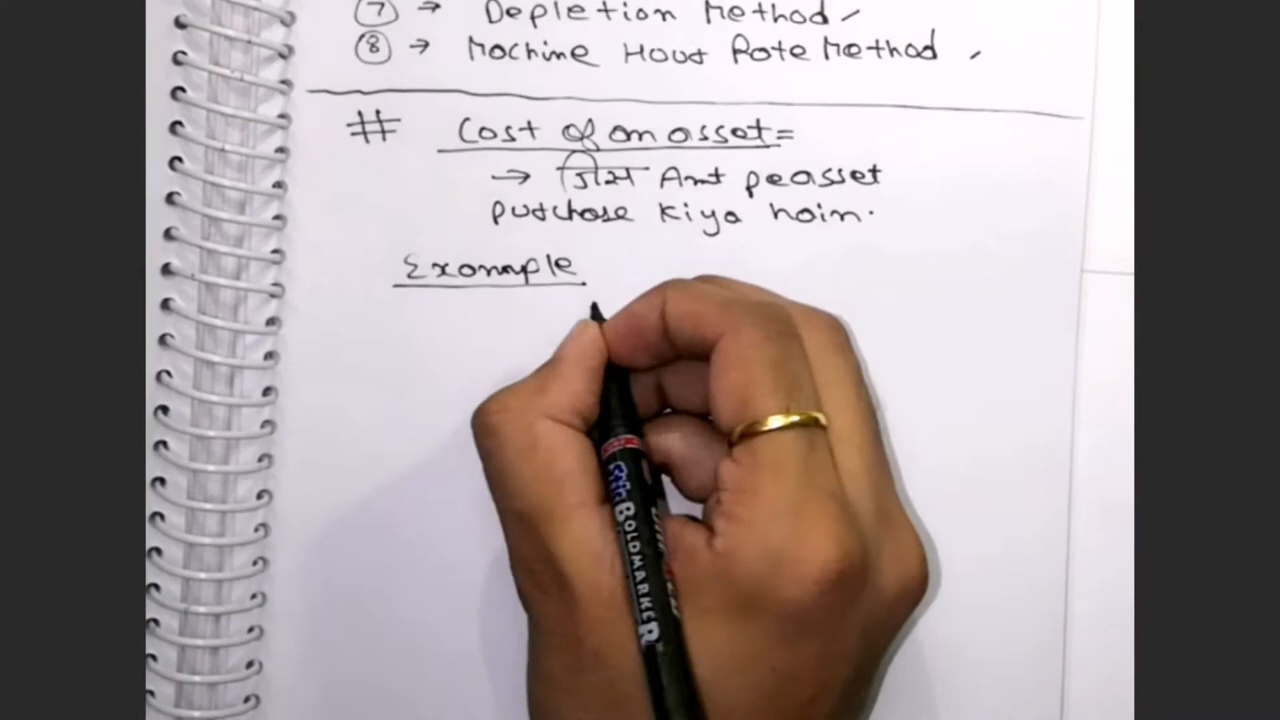 7 → Depletion Method
8 → Machine Hour Rate Method
# Cost of an asset =
→ जिस Amt pe asset
purchase kiya hain.
Example
BOLDMARKER